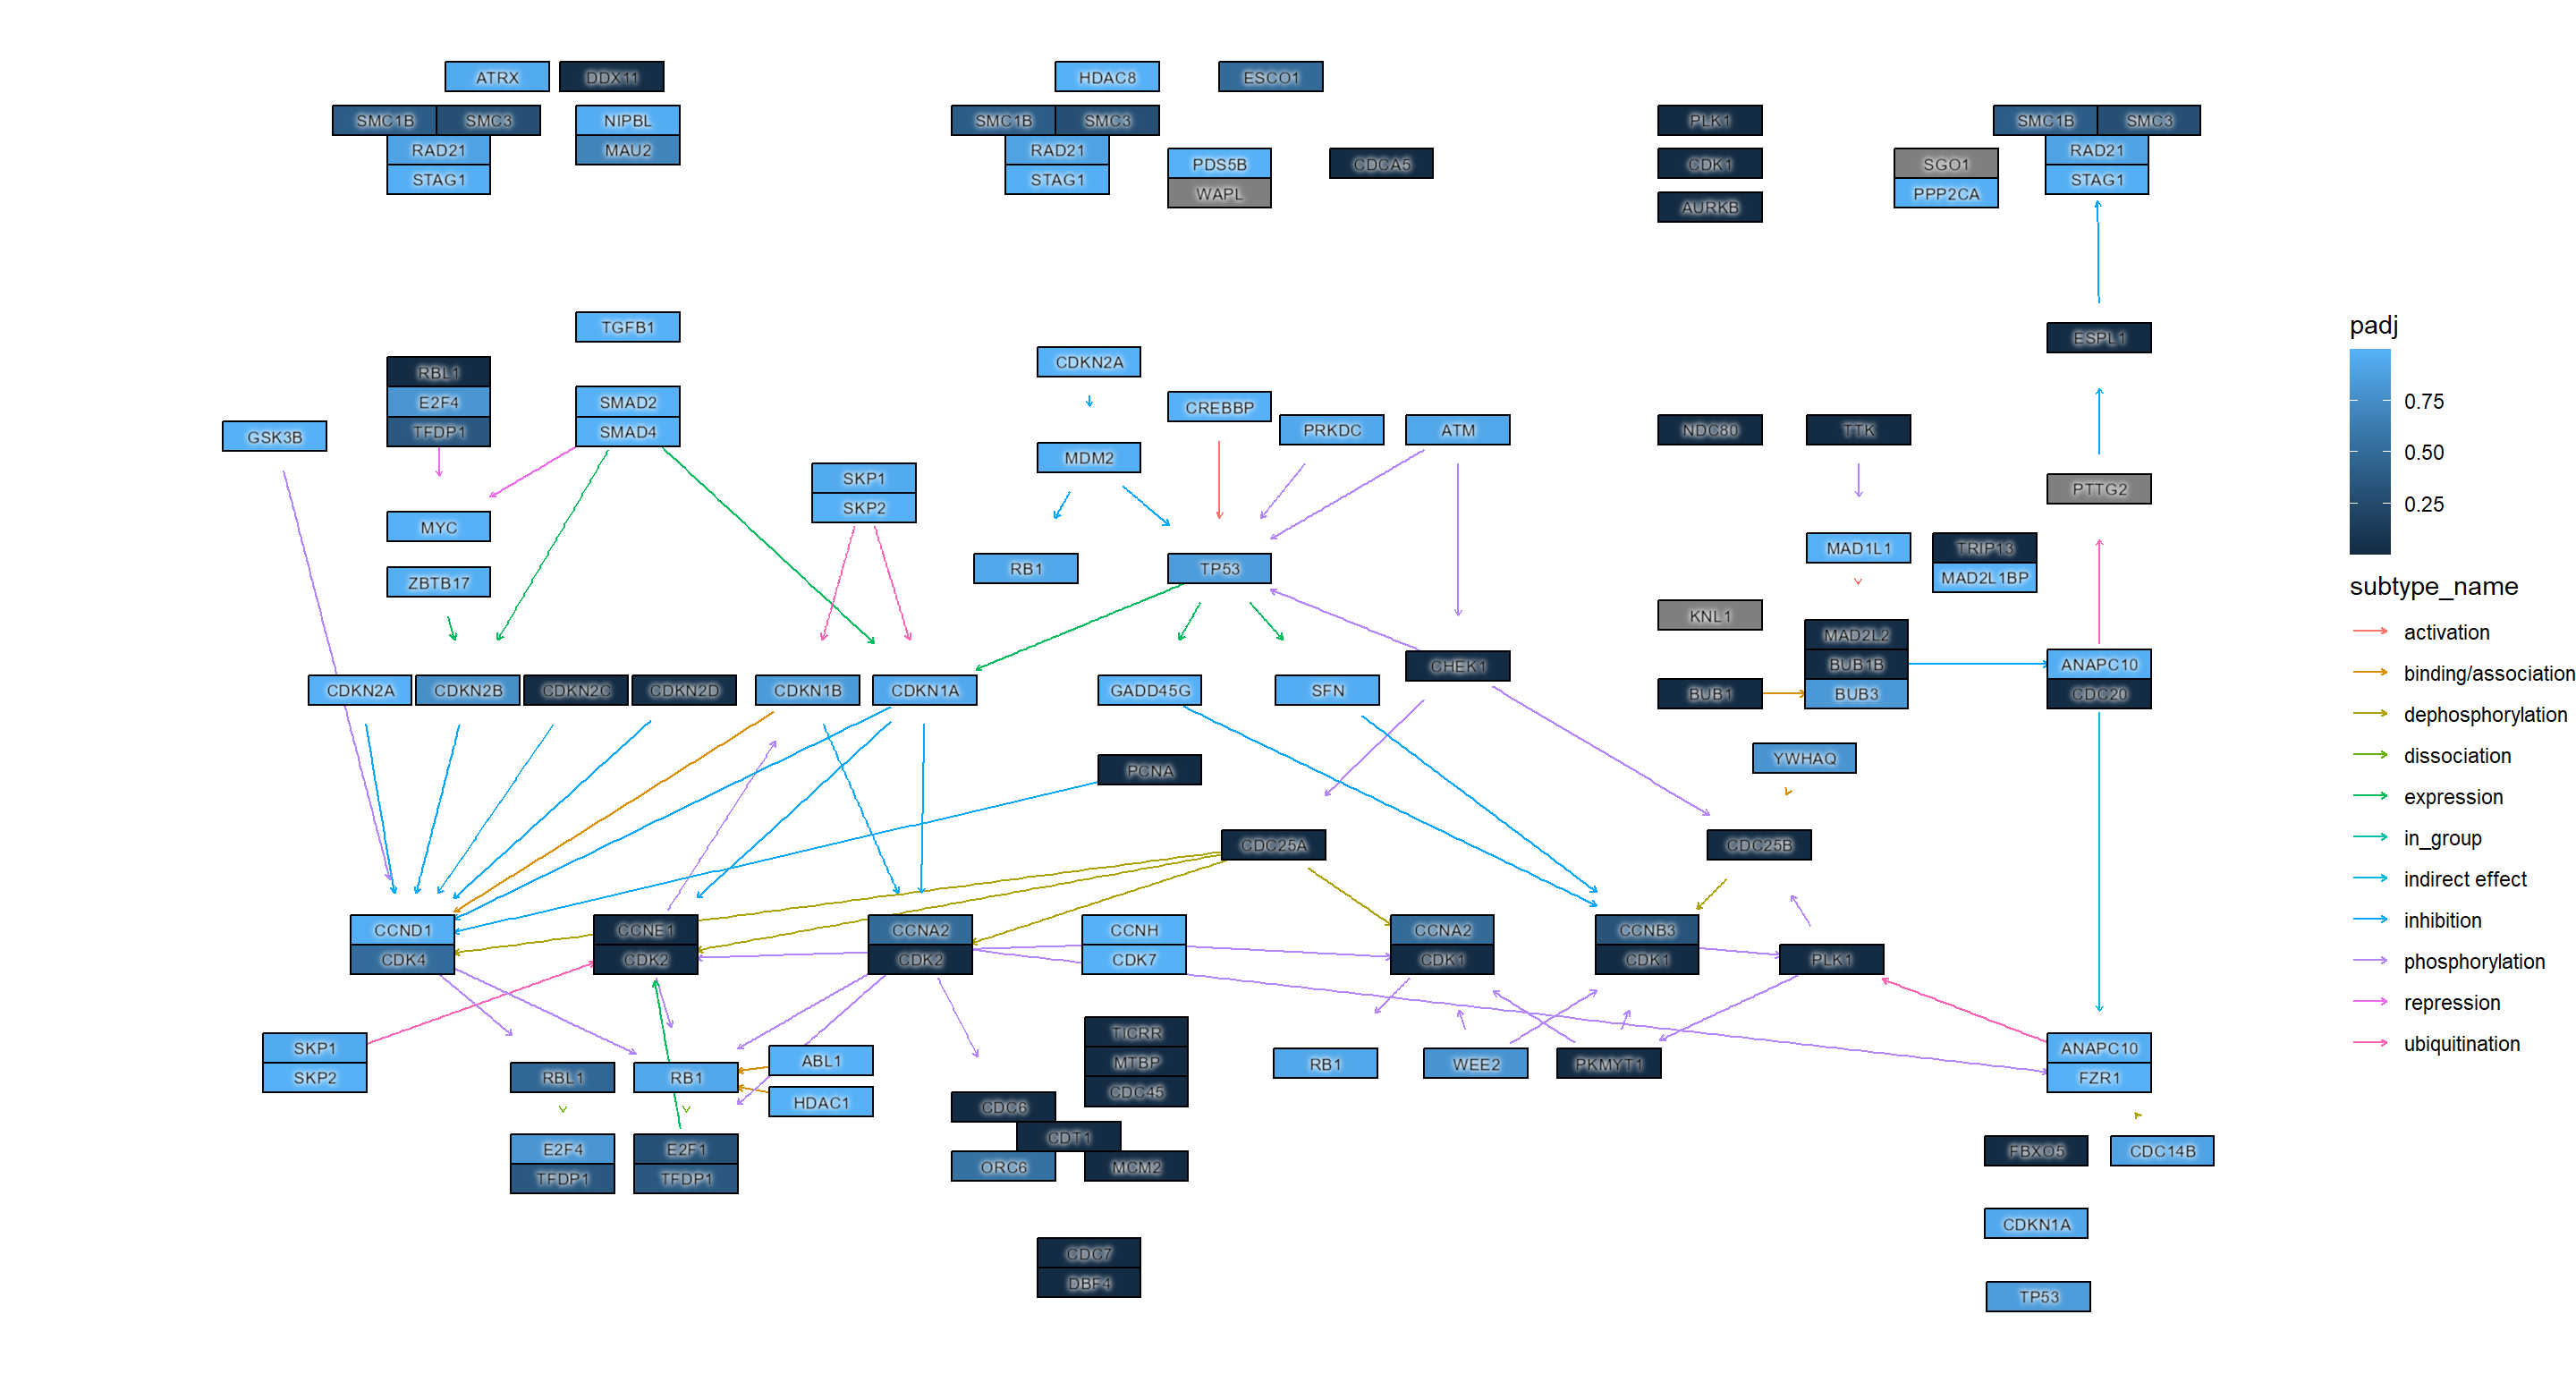 ATRX DDX11 HDAC8 ESCO1
SMC1B SMC3 NIPBL SMC1B SMC3 PLK1 SMC1B SMC3
RAD21 MAU2 RAD21 PDS5B CDCA5 CDK1 SGO1 RAD21
STAG1 STAG1 WAPL AURKB PPP2CA STAG1
TGFB1 ESPL1 padj
RBL1 CDKN2A
E2F4 SMAD2 CREBBP 0.75
TFDP1 SMAD4 GSK3B PRKDC ATM NDC80 TTK
MDM2 0.50
SKP1 PTTG2
SKP2 0.25
MYC MAD1L1 TRIP13
ZBTB17 RB1 TP53 MAD2L1BP
subtype_name
KNL1 activation
MAD2L2
CHEK1 BUB1B ANAPC10 binding/association
CDKN2A CDKN2B CDKN2C CDKN2D CDKN1B CDKN1A GADD45G SFN BUB1 BUB3 CDC20
dephosphorylation
PCNA YWHAQ dissociation
expression
CDC25A CDC25B in_group
indirect effect
CCND1 CCNE1 CCNA2 CCNH CCNA2 CCNB3 inhibition
CDK4 CDK2 CDK2 CDK7 CDK1 CDK1 PLK1 phosphorylation
repression
SKP1 TICRR ANAPC10 ubiquitination
SKP2 RBL1 RB1 ABL1 MTBP RB1 WEE2 PKMYT1 FZR1
HDAC1 CDC6 CDC45
E2F4 E2F1 CDT1 FBXO5 CDC14B
TFDP1 TFDP1 ORC6 MCM2
CDKN1A
CDC7
DBF4 TP53